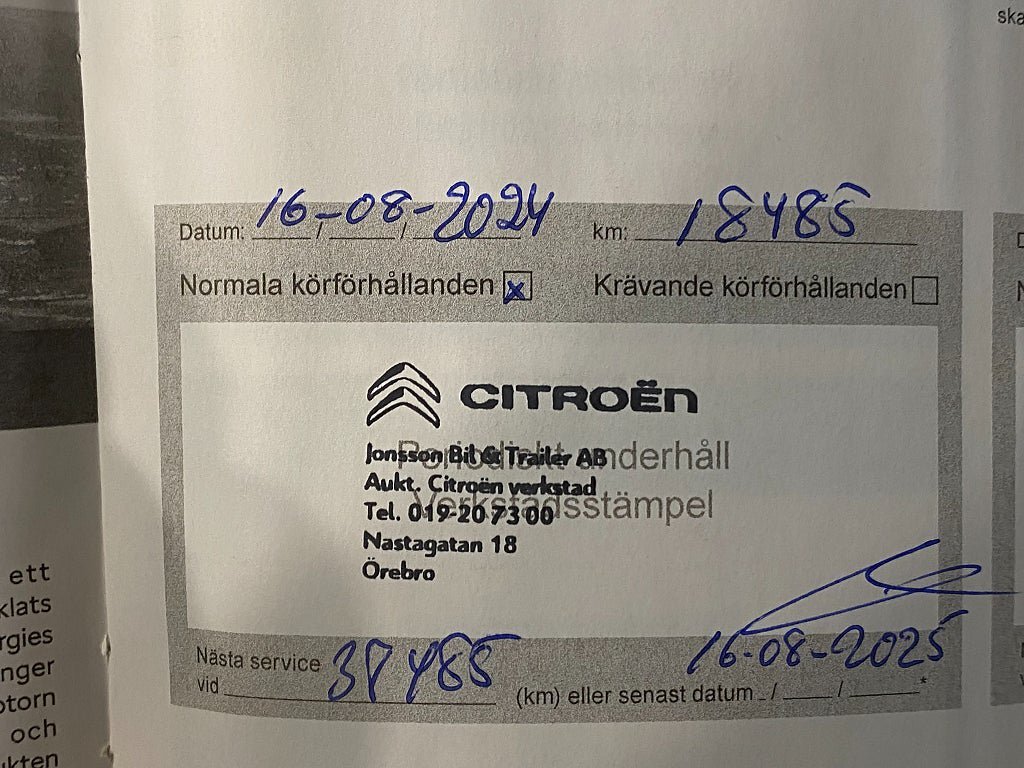 ska
Datum: 16-08-2024 km: 18485
Normala körförhållanden x Krävande körförhållanden
CITROËN
Periodiskt underhåll
Verkstadsstämpel
Jonsson Bil & Trailer AB
Aukt. Citroën verkstad
Tel. 019-20 73 00
Nastagatan 18
Örebro
Nästa service
vid 38485 (km) eller senast datum 16-08-2025 *
ett
klats
rgies
nger
otorn
och
ukten